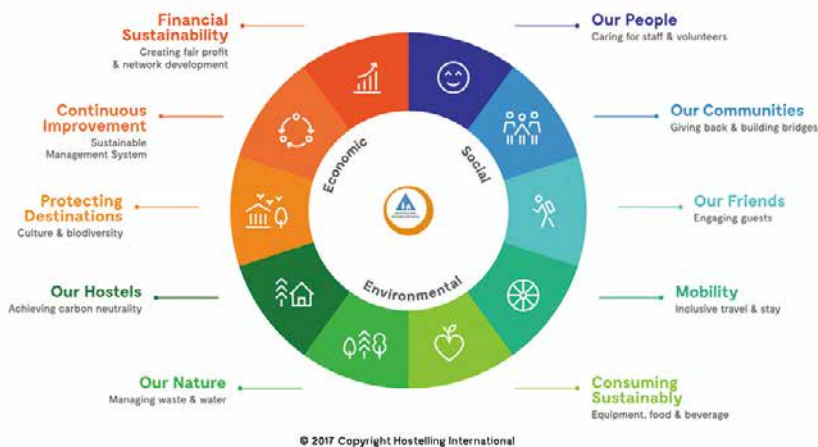 Financial
Sustainability
Creating fair profit
& network development
Our People
Caring for staff & volunteers
Continuous
Improvement
Sustainable
Management System
Our Communities
Giving back & building bridges
Protecting
Destinations
Culture & biodiversity
Our Friends
Engaging guests
Our Hostels
Achieving carbon neutrality
Mobility
Inclusive travel & stay
Our Nature
Managing waste & water
Consuming
Sustainably
Equipment, food & beverage
Economic
Social
Environmental
© 2017 Copyright Hostelling International